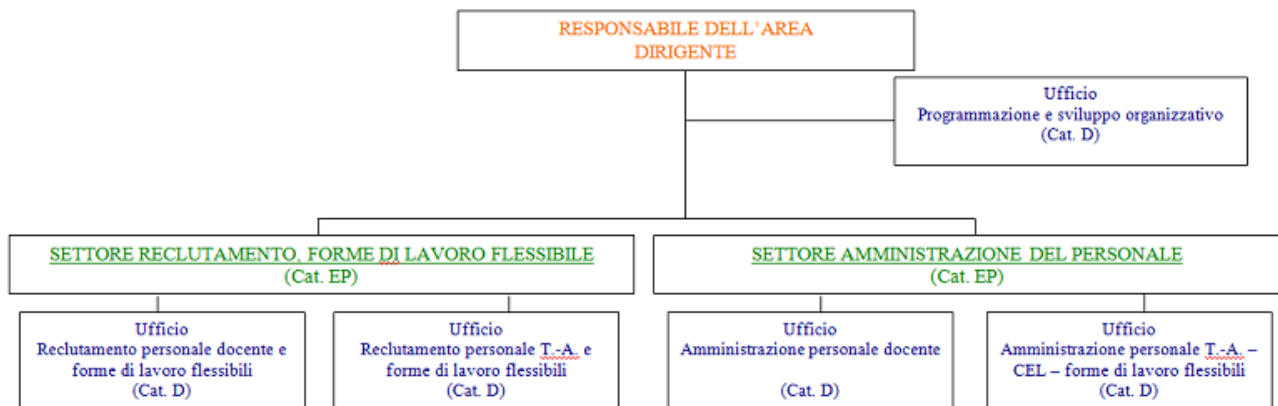 RESPONSABILE DELL’AREA
DIRIGENTE
Ufficio
Programmazione e sviluppo organizzativo
(Cat. D)
SETTORE RECLUTAMENTO, FORME DI LAVORO FLESSIBILE
(Cat. EP)
SETTORE AMMINISTRAZIONE DEL PERSONALE
(Cat. EP)
Ufficio
Reclutamento personale docente e
forme di lavoro flessibili
(Cat. D)
Ufficio
Reclutamento personale T.-A. e
forme di lavoro flessibili
(Cat. D)
Ufficio
Amministrazione personale docente
(Cat. D)
Ufficio
Amministrazione personale T.-A. –
CEL – forme di lavoro flessibili
(Cat. D)